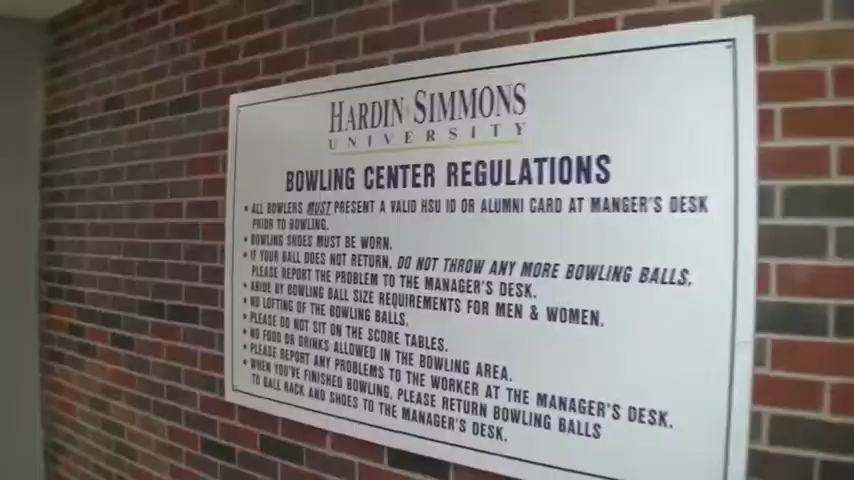 HARDIN-SIMMONS
UNIVERSITY
BOWLING CENTER REGULATIONS
• ALL BOWLERS MUST PRESENT A VALID HSU ID OR ALUMNI CARD AT MANGER'S DESK
PRIOR TO BOWLING.
• BOWLING SHOES MUST BE WORN.
• IF YOUR BALL DOES NOT RETURN, DO NOT THROW ANY MORE BOWLING BALLS,
PLEASE REPORT THE PROBLEM TO THE MANAGER'S DESK.
• ABIDE BY BOWLING BALL SIZE REQUIREMENTS FOR MEN & WOMEN.
• NO LOFTING OF THE BOWLING BALLS.
• PLEASE DO NOT SIT ON THE SCORE TABLES.
• NO FOOD OR DRINKS ALLOWED IN THE BOWLING AREA.
• PLEASE REPORT ANY PROBLEMS TO THE WORKER AT THE MANAGER'S DESK.
• WHEN YOU'VE FINISHED BOWLING, PLEASE RETURN BOWLING BALLS
TO BALL RACK AND SHOES TO THE MANAGER'S DESK.